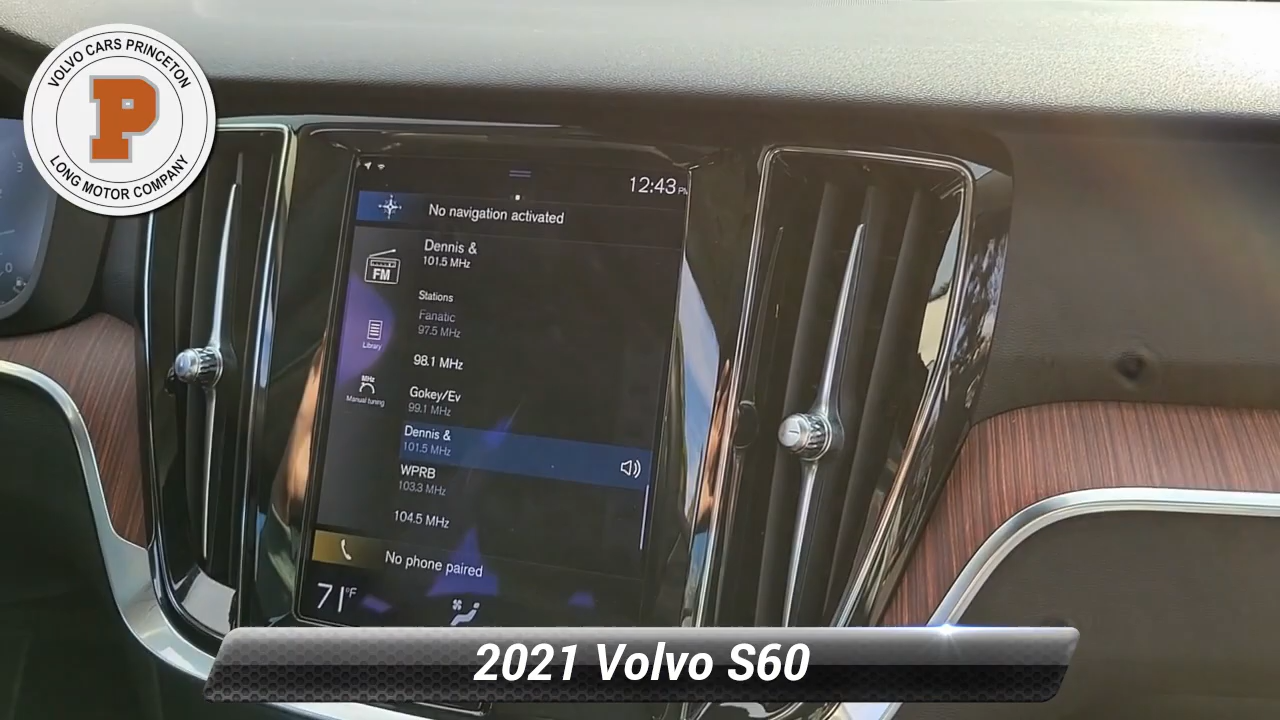 VOLVO CARS PRINCETON
P
LONG MOTOR COMPANY
12:43PM
No navigation activated
Dennis &
101.5 MHz
FM
Stations
Fanatic
97.5 MHz
Library
98.1 MHz
MHz
Manual tuning
Gokey/Ev
99.1 MHz
Dennis &
101.5 MHz
WPRB
103.3 MHz
104.5 MHz
No phone paired
71°F
2021 Volvo S60